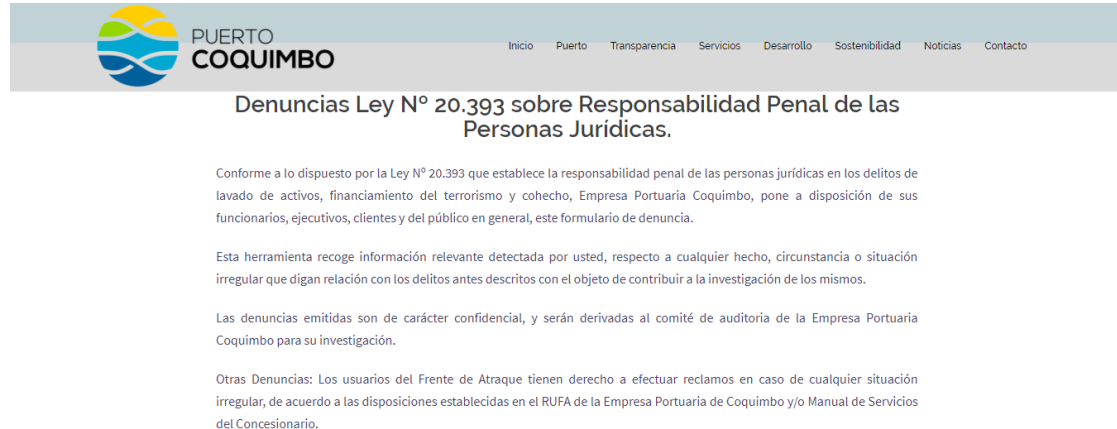 PUERTO
COQUIMBO
Inicio Puerto Transparencia Servicios Desarrollo Sostenibilidad Noticias Contacto
Denuncias Ley Nº 20.393 sobre Responsabilidad Penal de las
Personas Jurídicas.
Conforme a lo dispuesto por la Ley Nº 20.393 que establece la responsabilidad penal de las personas jurídicas en los delitos de
lavado de activos, financiamiento del terrorismo y cohecho, Empresa Portuaria Coquimbo, pone a disposición de sus
funcionarios, ejecutivos, clientes y del público en general, este formulario de denuncia.
Esta herramienta recoge información relevante detectada por usted, respecto a cualquier hecho, circunstancia o situación
irregular que digan relación con los delitos antes descritos con el objeto de contribuir a la investigación de los mismos.
Las denuncias emitidas son de carácter confidencial, y serán derivadas al comité de auditoria de la Empresa Portuaria
Coquimbo para su investigación.
Otras Denuncias: Los usuarios del Frente de Atraque tienen derecho a efectuar reclamos en caso de cualquier situación
irregular, de acuerdo a las disposiciones establecidas en el RUFA de la Empresa Portuaria de Coquimbo y/o Manual de Servicios
del Concesionario.